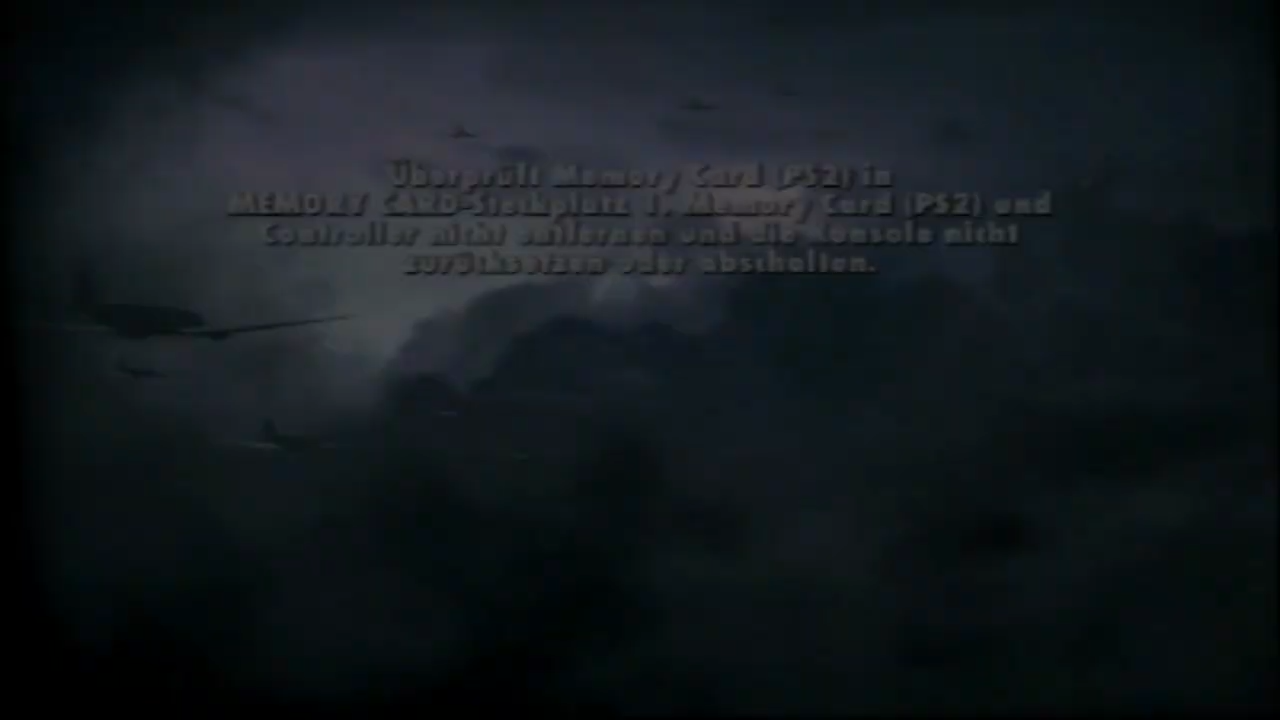 Überprüft Memory Card (PS2) in
MEMORY CARD-Steckplatz 1. Memory Card (PS2) und
Controller nicht entfernen und die Konsole nicht
zurücksetzen oder abschalten.